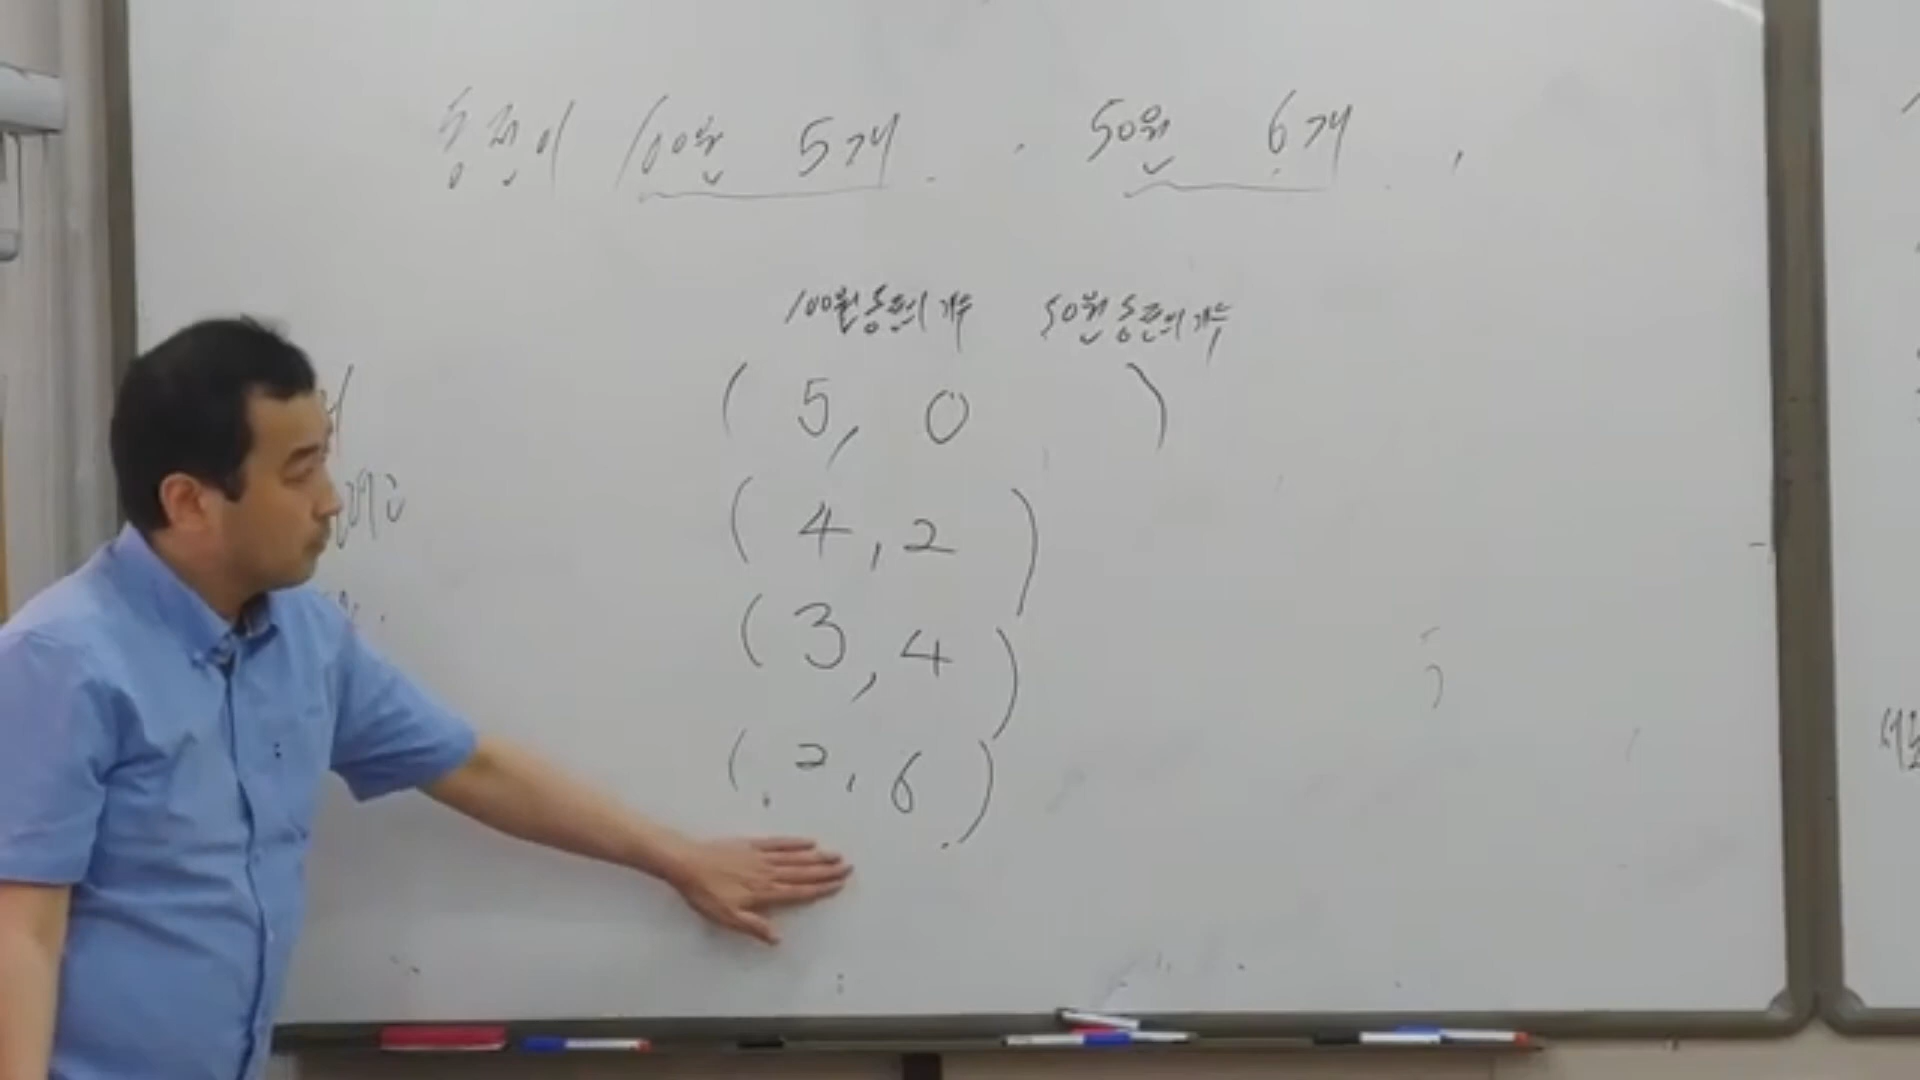 동전이 100원 5개, 50원 6개,
100원동전의 개수 50원동전의 개수
( 5, 0 )
( 4, 2 )
( 3, 4 )
( 2, 6 )